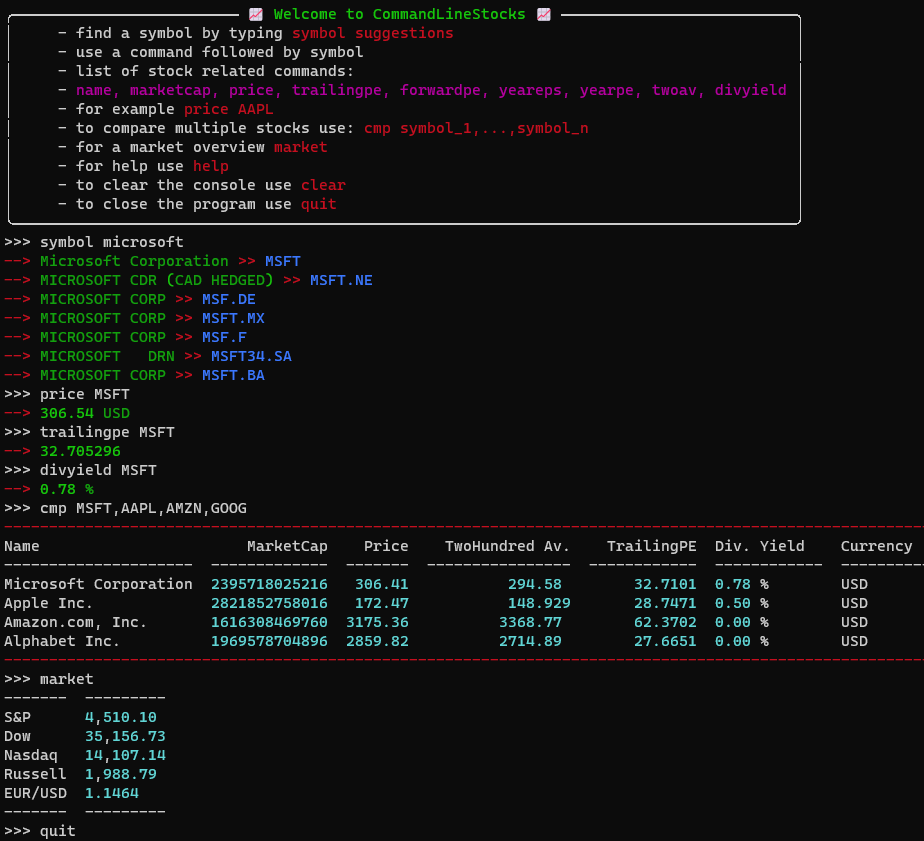 📈 Welcome to CommandLineStocks 📈
- find a symbol by typing symbol suggestions
- use a command followed by symbol
- list of stock related commands:
- name, marketcap, price, trailingpe, forwardpe, yeareps, yearpe, twoav, divyield
- for example price AAPL
- to compare multiple stocks use: cmp symbol_1,...,symbol_n
- for a market overview market
- for help use help
- to clear the console use clear
- to close the program use quit
>>> symbol microsoft
--> Microsoft Corporation >> MSFT
--> MICROSOFT CDR (CAD HEDGED) >> MSFT.NE
--> MICROSOFT CORP >> MSF.DE
--> MICROSOFT CORP >> MSFT.MX
--> MICROSOFT CORP >> MSF.F
--> MICROSOFT   DRN >> MSFT34.SA
--> MICROSOFT CORP >> MSFT.BA
>>> price MSFT
--> 306.54 USD
>>> trailingpe MSFT
--> 32.705296
>>> divyield MSFT
--> 0.78 %
>>> cmp MSFT,AAPL,AMZN,GOOG
Name MarketCap Price TwoHundred Av. TrailingPE Div. Yield Currency
Microsoft Corporation 2395718025216 306.41 294.58 32.7101 0.78 % USD
Apple Inc. 2821852758016 172.47 148.929 28.7471 0.50 % USD
Amazon.com, Inc. 1616308469760 3175.36 3368.77 62.3702 0.00 % USD
Alphabet Inc. 1969578704896 2859.82 2714.89 27.6651 0.00 % USD
>>> market
S&P 4,510.10
Dow 35,156.73
Nasdaq 14,107.14
Russell 1,988.79
EUR/USD 1.1464
>>> quit